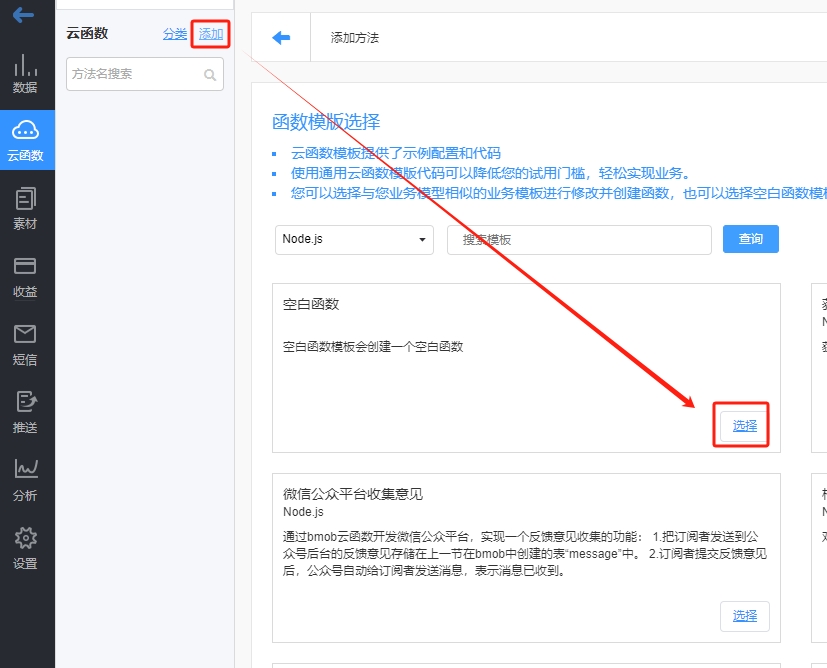 数据
云函数
素材
收益
短信
推送
分析
设置
云函数 分类 添加
方法名搜索
添加方法
函数模版选择
云函数模板提供了示例配置和代码
使用通用云函数模版代码可以降低您的试用门槛，轻松实现业务。
您可以选择与您业务模型相似的业务模板进行修改并创建函数，也可以选择空白函数模
Node.js 搜索模板 查询
空白函数
空白函数模板会创建一个空白函数
选择
微信公众平台收集意见
Node.js
通过bmob云函数开发微信公众平台，实现一个反馈意见收集的功能： 1.把订阅者发送到公
众号后台的反馈意见存储在上一节在bmob中创建的表“message”中。 2.订阅者提交反馈意见
后，公众号自动给订阅者发送消息，表示消息已收到。
选择